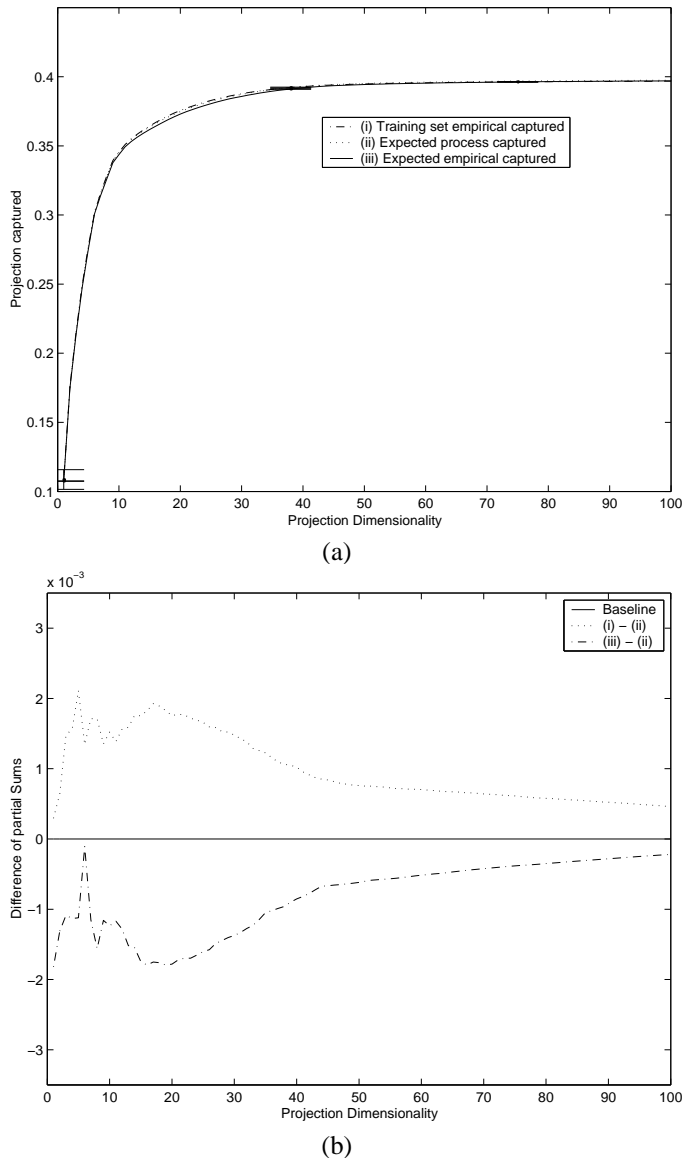 0.4
0.35
0.3
0.25
0.2
0.15
0.1
Projection captured
(i) Training set empirical captured
(ii) Expected process captured
(iii) Expected empirical captured
0 10 20 30 40 50 60 70 80 90 100
Projection Dimensionality
(a)
x 10⁻³
3
2
1
0
−1
−2
−3
Difference of partial Sums
Baseline
(i) − (ii)
(iii) − (ii)
0 10 20 30 40 50 60 70 80 90 100
Projection Dimensionality
(b)